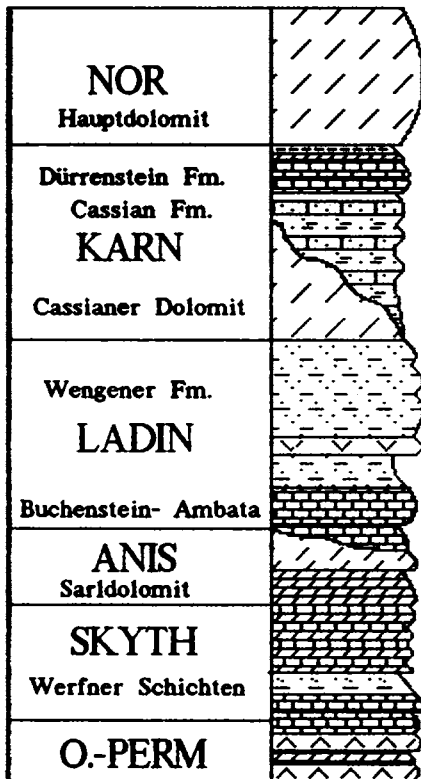 NOR
Hauptdolomit
Dürrenstein Fm.
Cassian Fm.
KARN
Cassianer Dolomit
Wengener Fm.
LADIN
Buchenstein- Ambata
ANIS
Sarldolomit
SKYTH
Werfner Schichten
O.-PERM